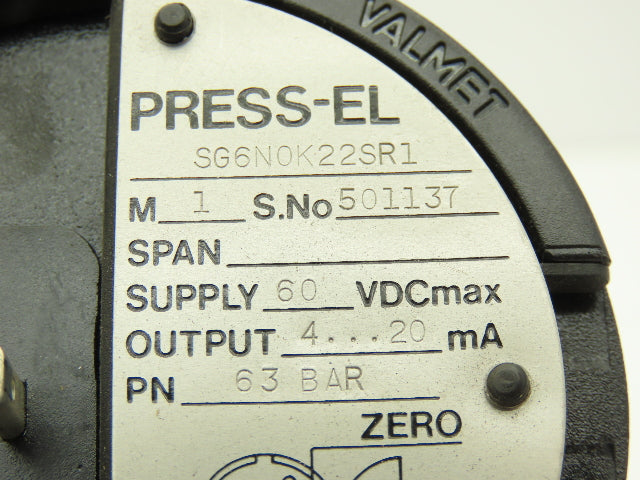 VALMET
PRESS-EL
SG6N0K22SR1
M 1 S.No 501137
SPAN
SUPPLY 60 VDCmax
OUTPUT 4...20 mA
PN 63 BAR
ZERO